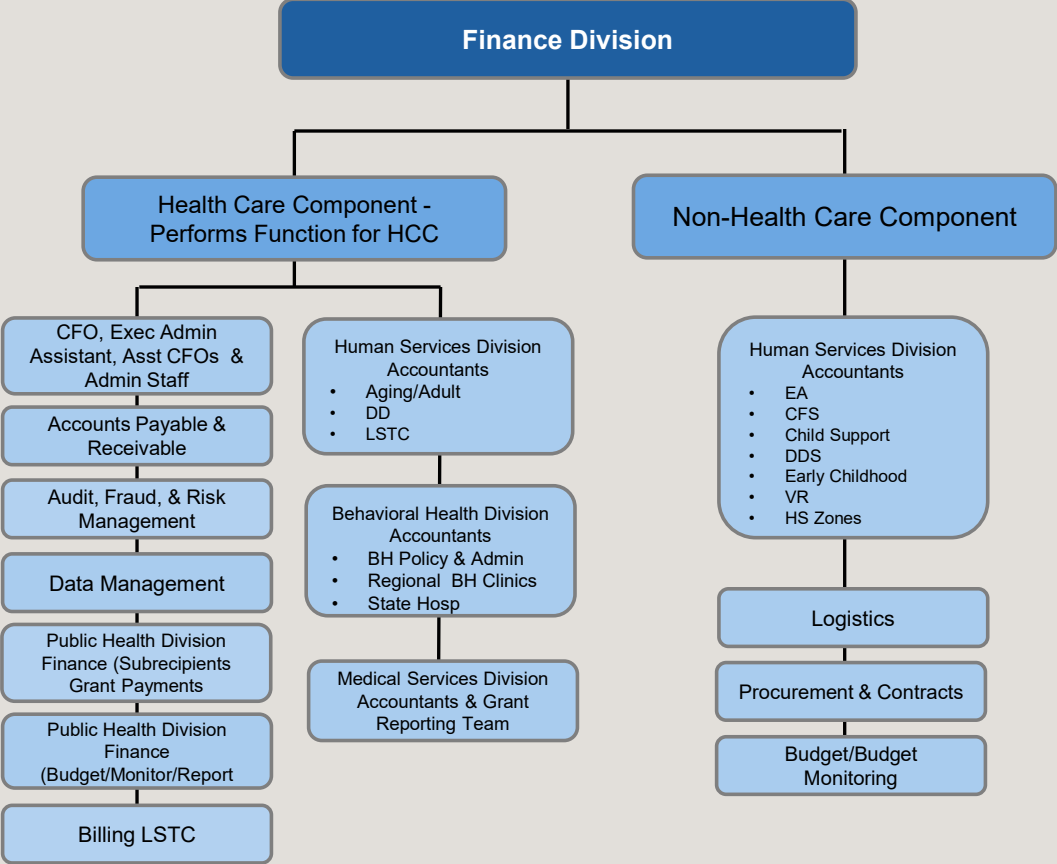 Finance Division
Health Care Component -
Performs Function for HCC
Non-Health Care Component
CFO, Exec Admin
Assistant, Asst CFOs &
Admin Staff
Accounts Payable &
Receivable
Audit, Fraud, & Risk
Management
Data Management
Public Health Division
Finance (Subrecipients
Grant Payments
Public Health Division
Finance
(Budget/Monitor/Report
Billing LSTC
Human Services Division
Accountants
• Aging/Adult
• DD
• LSTC
Behavioral Health Division
Accountants
• BH Policy & Admin
• Regional BH Clinics
• State Hosp
Medical Services Division
Accountants & Grant
Reporting Team
Human Services Division
Accountants
• EA
• CFS
• Child Support
• DDS
• Early Childhood
• VR
• HS Zones
Logistics
Procurement & Contracts
Budget/Budget
Monitoring